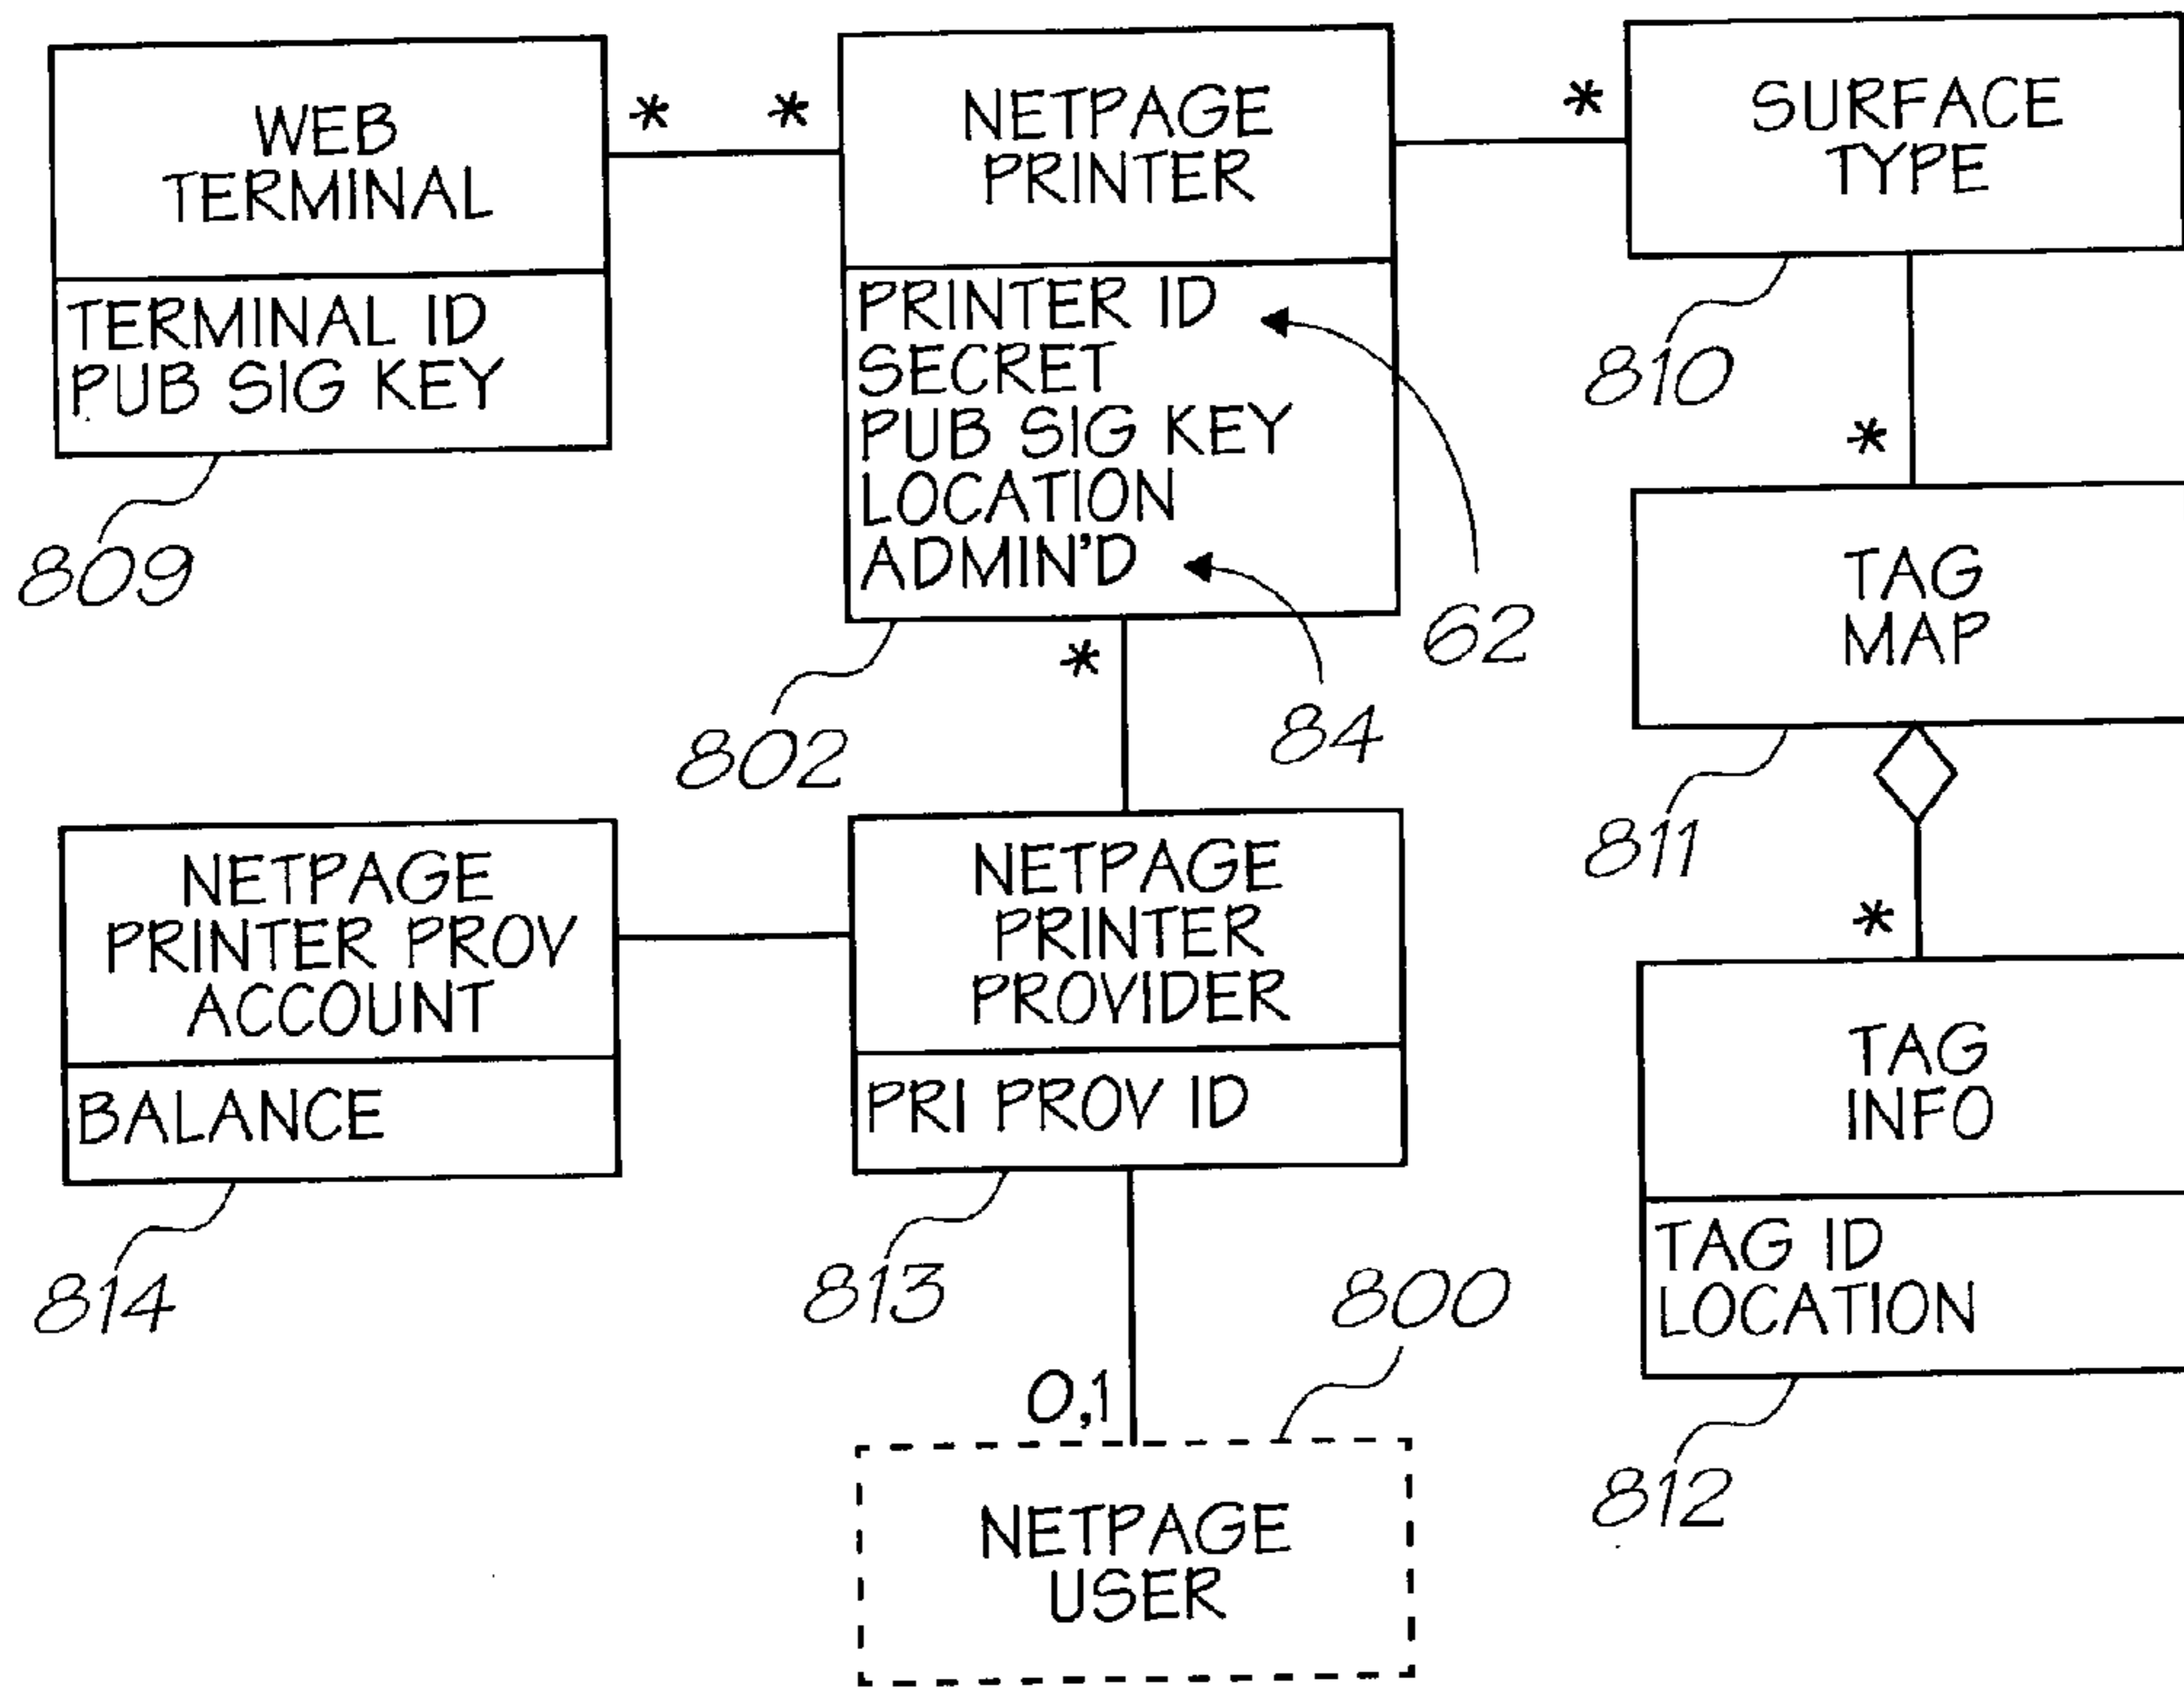 WEB
TERMINAL
TERMINAL ID
PUB SIG KEY
809
*
*
NETPAGE
PRINTER
PRINTER ID
SECRET
PUB SIG KEY
LOCATION
ADMIN'D
802
62
84
*
*
SURFACE
TYPE
810
*
TAG
MAP
811
*
TAG
INFO
TAG ID
LOCATION
812
NETPAGE
PRINTER PROV
ACCOUNT
BALANCE
814
NETPAGE
PRINTER
PROVIDER
PRI PROV ID
813
800
0,1
NETPAGE
USER